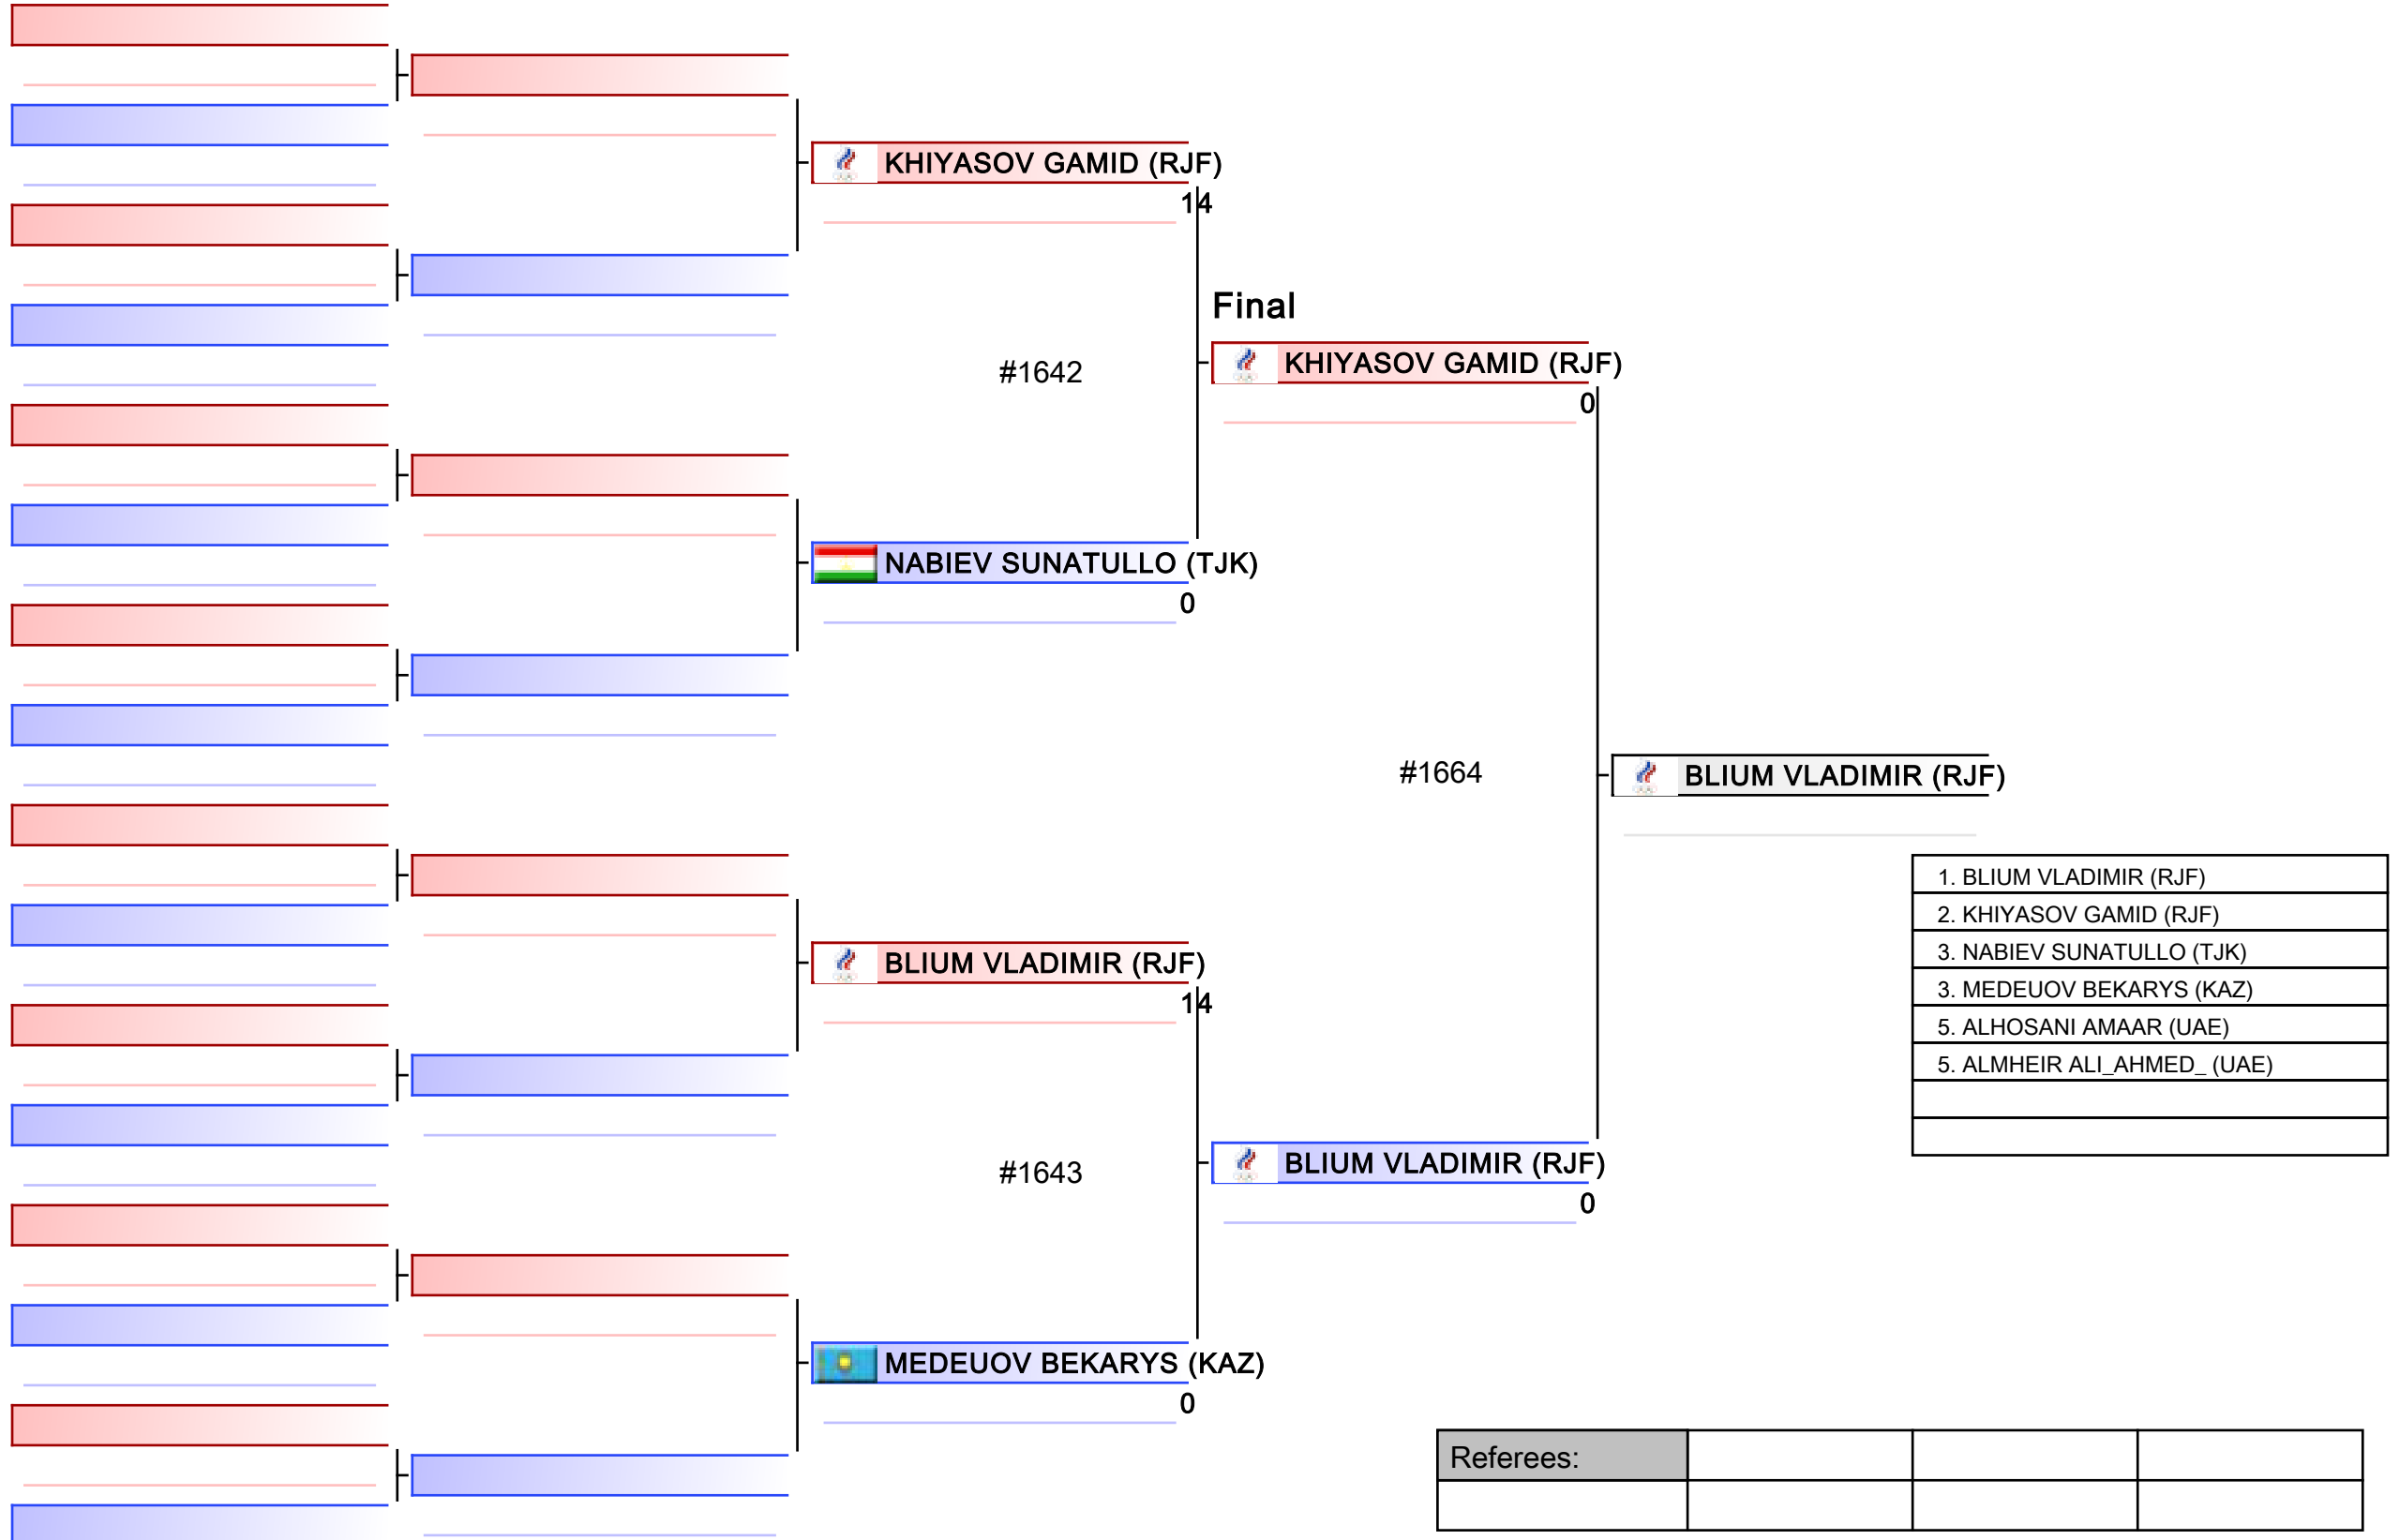 KHIYASOV GAMID (RJF)
14
Final
#1642
KHIYASOV GAMID (RJF)
0
NABIEV SUNATULLO (TJK)
0
#1664
BLIUM VLADIMIR (RJF)
1. BLIUM VLADIMIR (RJF)
2. KHIYASOV GAMID (RJF)
3. NABIEV SUNATULLO (TJK)
3. MEDEUOV BEKARYS (KAZ)
5. ALHOSANI AMAAR (UAE)
5. ALMHEIR ALI_AHMED_ (UAE)
BLIUM VLADIMIR (RJF)
14
#1643
BLIUM VLADIMIR (RJF)
0
MEDEUOV BEKARYS (KAZ)
0
Referees: